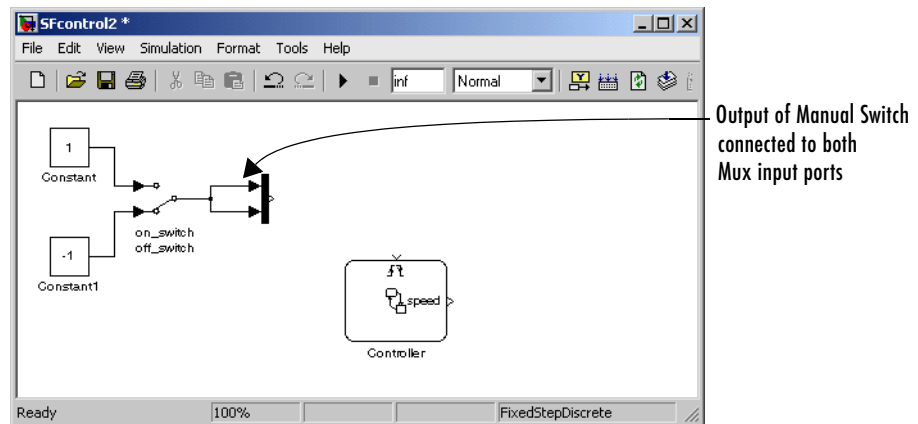 SFcontrol2 *
File Edit View Simulation Format Tools Help
inf Normal
1
Constant
on_switch
off_switch
-1
Constant1
speed
Controller
Ready 100% FixedStepDiscrete
Output of Manual Switch
connected to both
Mux input ports